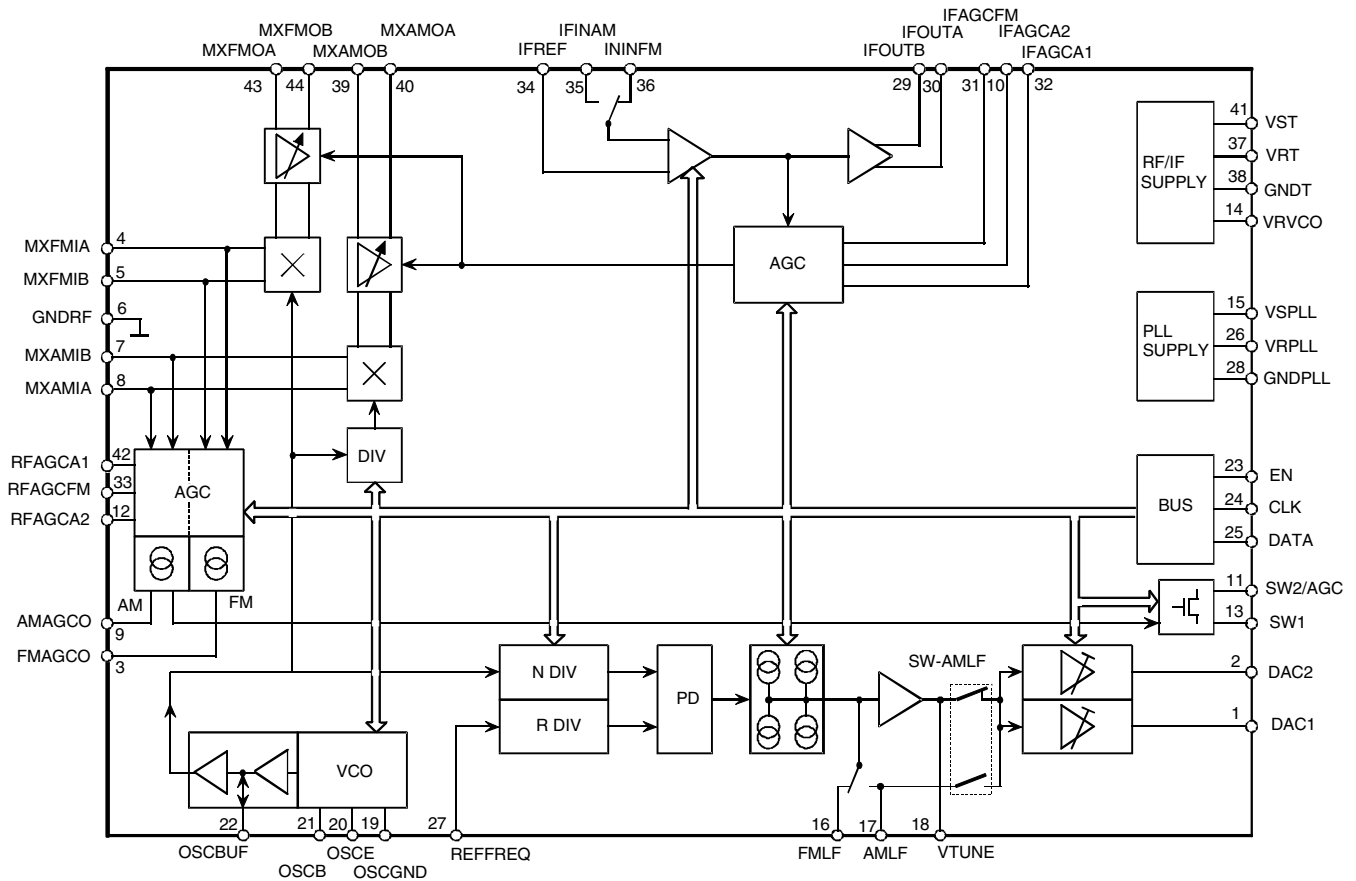 MXFMOB
MXAMOA
IFINAM
IFAGCFM
MXFMOA
MXAMOB
IFREF
ININFM
IFOUTA
IFAGCA2
IFOUTB
IFAGCA1
43
44
39
40
34
35
36
29
30
31
10
32
RF/IF
SUPPLY
41
VST
37
VRT
38
GNDT
14
VRVCO
MXFMIA
4
MXFMIB
5
GNDRF
6
MXAMIB
7
MXAMIA
8
AGC
PLL
SUPPLY
15
VSPLL
26
VRPLL
28
GNDPLL
DIV
RFAGCA1
42
RFAGCFM
33
RFAGCA2
12
AGC
BUS
23
EN
24
CLK
25
DATA
AM
FM
11
SW2/AGC
13
SW1
AMAGCO
9
FMAGCO
3
N DIV
R DIV
PD
SW-AMLF
2
DAC2
1
DAC1
VCO
22
21
20
19
27
16
17
18
OSCBUF
OSCB
OSCE
OSCGND
REFFREQ
FMLF
AMLF
VTUNE